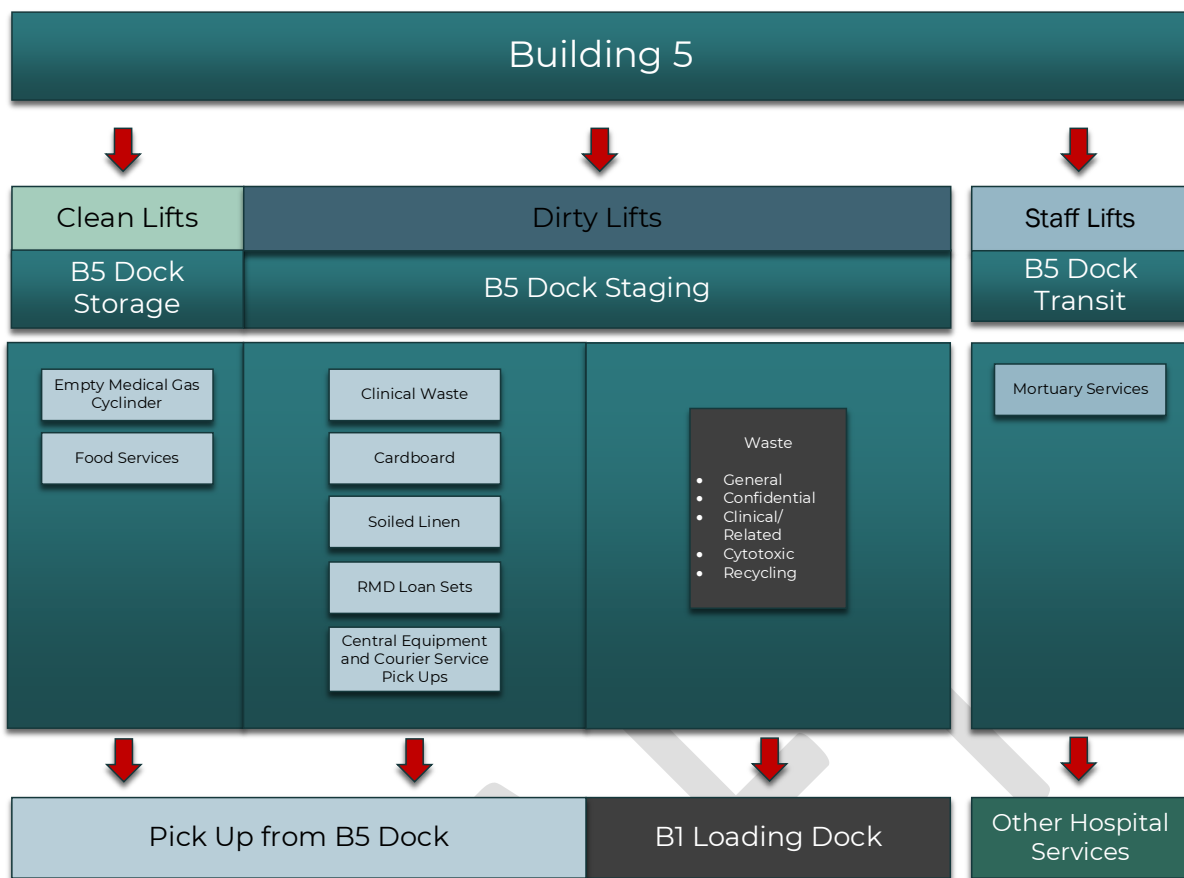 Building 5
Clean Lifts
Dirty Lifts
Staff Lifts
B5 Dock
Storage
B5 Dock Staging
B5 Dock
Transit
Empty Medical Gas
Cyclinder
Food Services
Clinical Waste
Cardboard
Soiled Linen
RMD Loan Sets
Central Equipment
and Courier Service
Pick Ups
Waste
• General
• Confidential
• Clinical/
Related
• Cytotoxic
• Recycling
Mortuary Services
Pick Up from B5 Dock
B1 Loading Dock
Other Hospital
Services